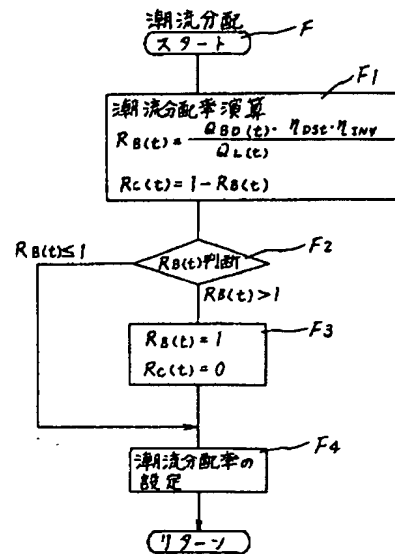 潮流分配
スタート
F
F1
潮流分配率演算
RB(t)= QBD(t)・ηDSt・ηINV / QL(t)
RC(t)=1-RB(t)
F2
RB(t)≤1
RB(t)判断
RB(t)>1
F3
RB(t)=1
RC(t)=0
F4
潮流分配率の
設定
リターン